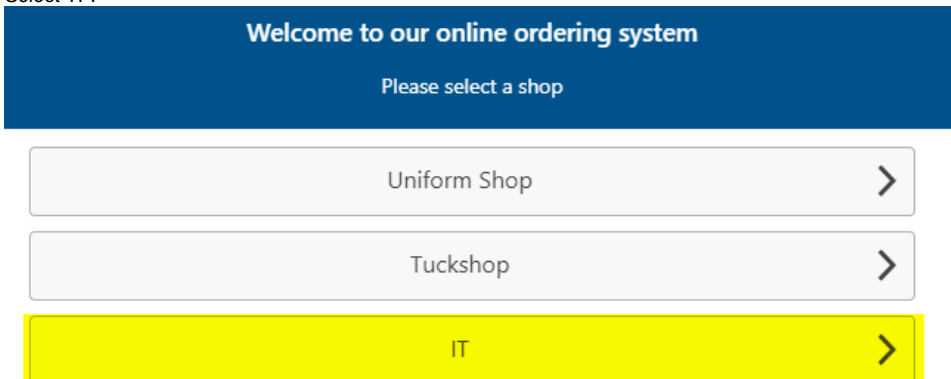 Welcome to our online ordering system
Please select a shop
Uniform Shop
Tuckshop
IT